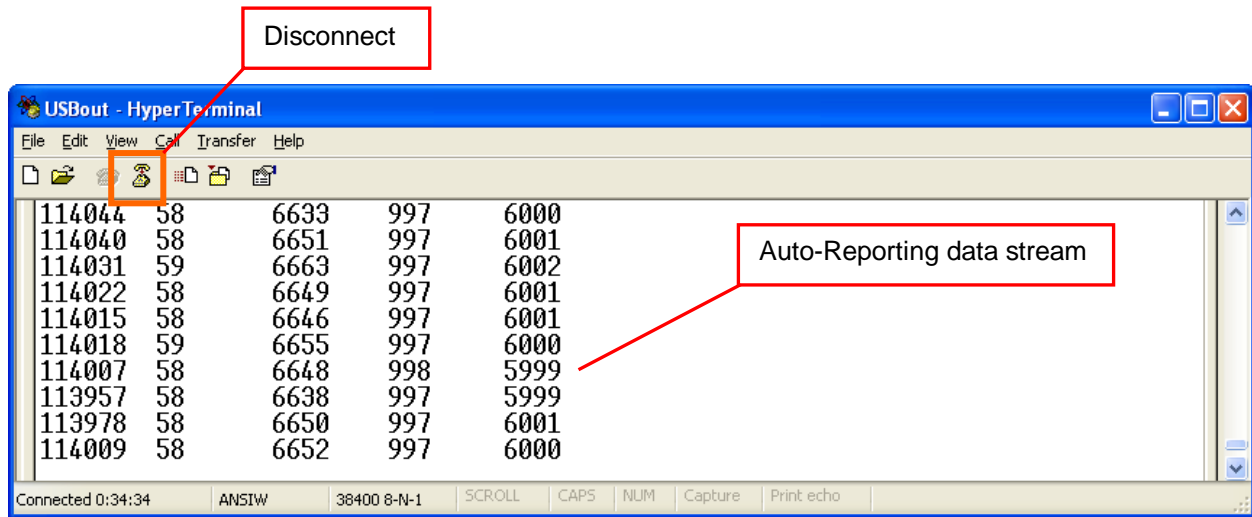 Disconnect
USBout - HyperTerminal
File Edit View Call Transfer Help
114044 58 6633 997 6000
114040 58 6651 997 6001
114031 59 6663 997 6002
114022 58 6649 997 6001
114015 58 6646 997 6001
114018 59 6655 997 6000
114007 58 6648 998 5999
113957 58 6638 997 5999
113978 58 6650 997 6001
114009 58 6652 997 6000
Auto-Reporting data stream
Connected 0:34:34 ANSIW 38400 8-N-1 SCROLL CAPS NUM Capture Print echo